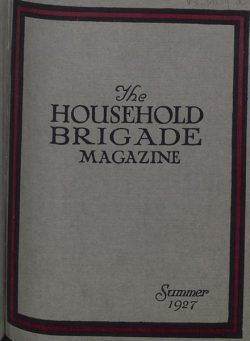 The
HOUSEHOLD
BRIGADE
MAGAZINE
Summer
1927